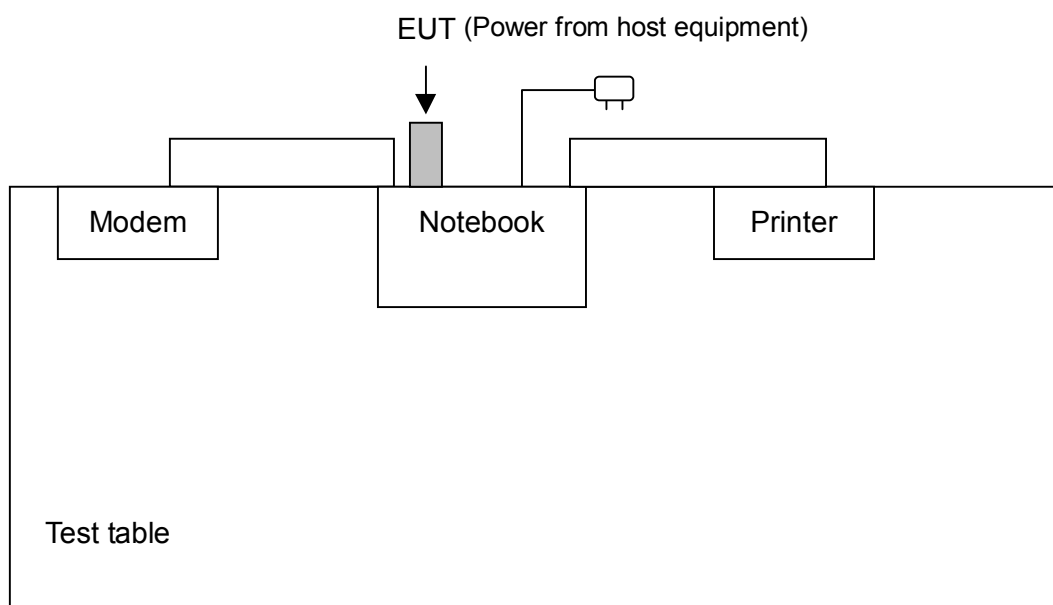 EUT (Power from host equipment)
Modem
Notebook
Printer
Test table